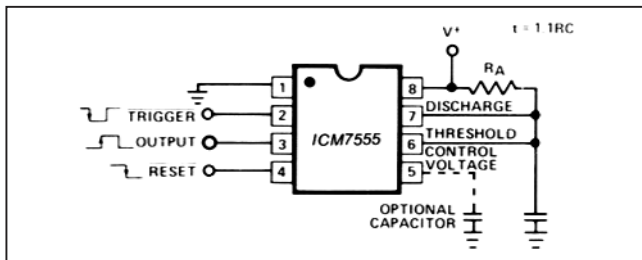 V+ t = 1.1RC
RA
1 8
TRIGGER 2 7 DISCHARGE
OUTPUT 3 ICM7555 6 THRESHOLD
RESET 4 5 CONTROL VOLTAGE
OPTIONAL CAPACITOR